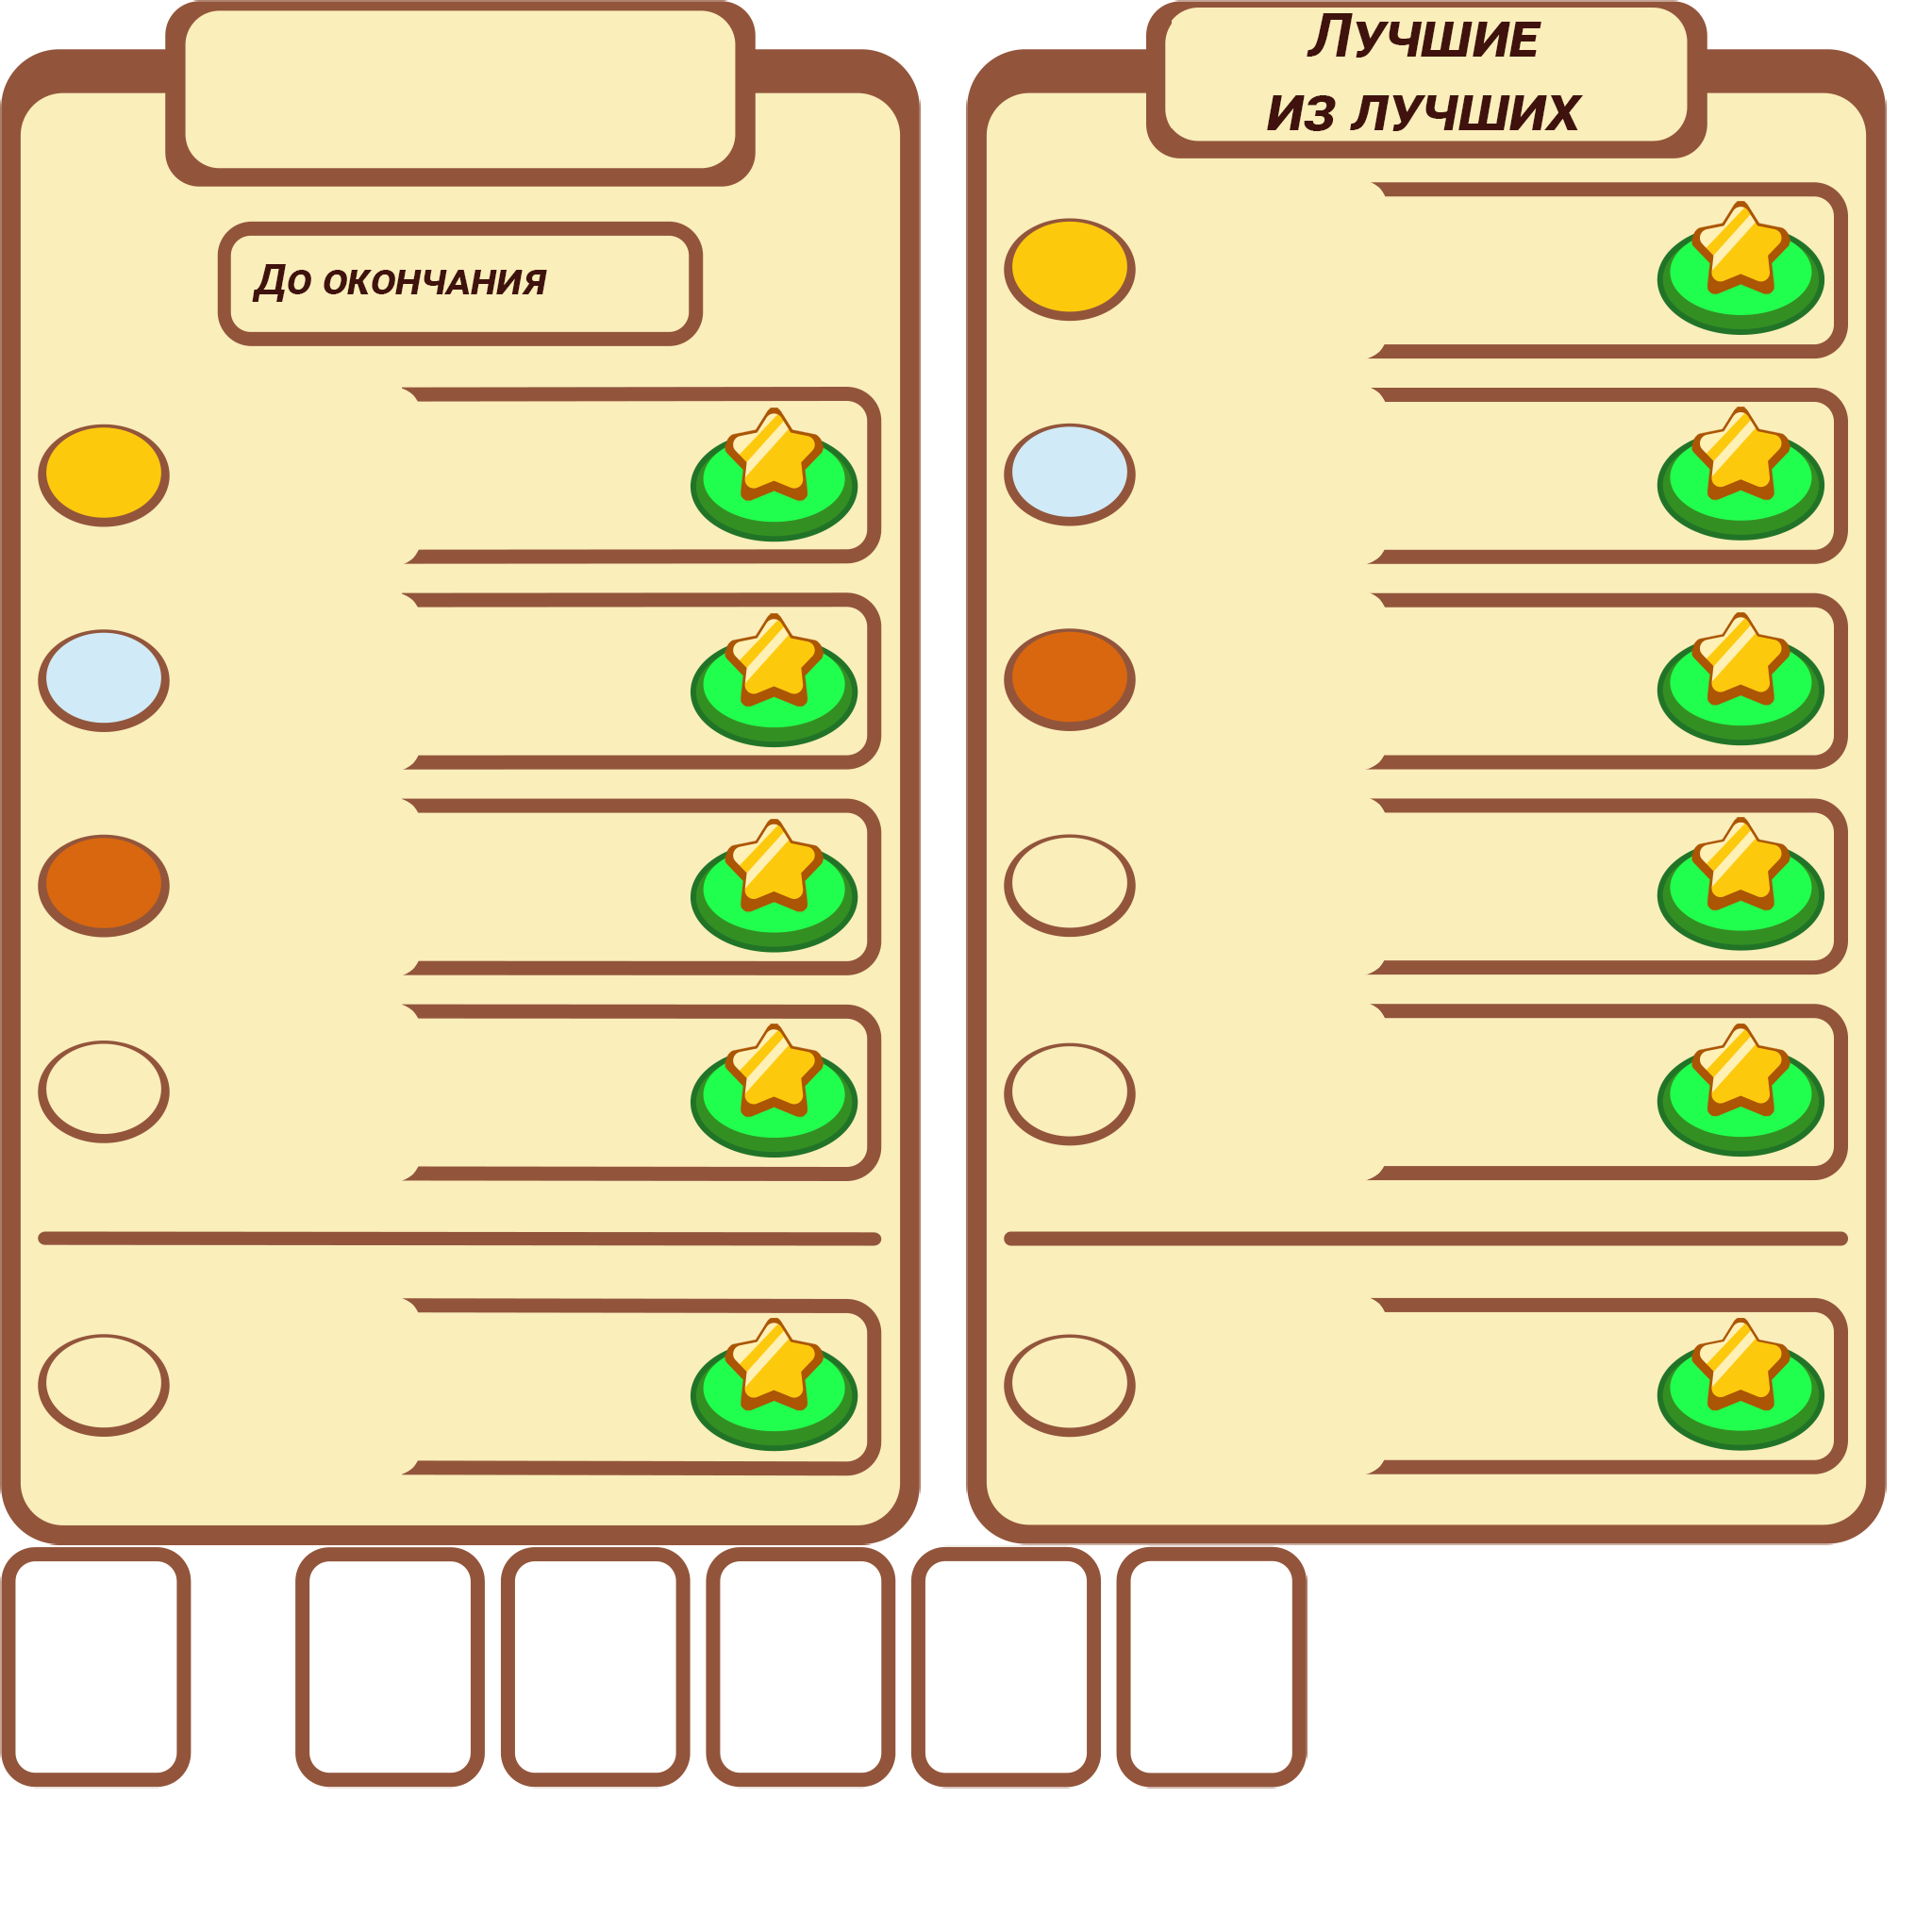 Лучшие
из лучших
До окончания